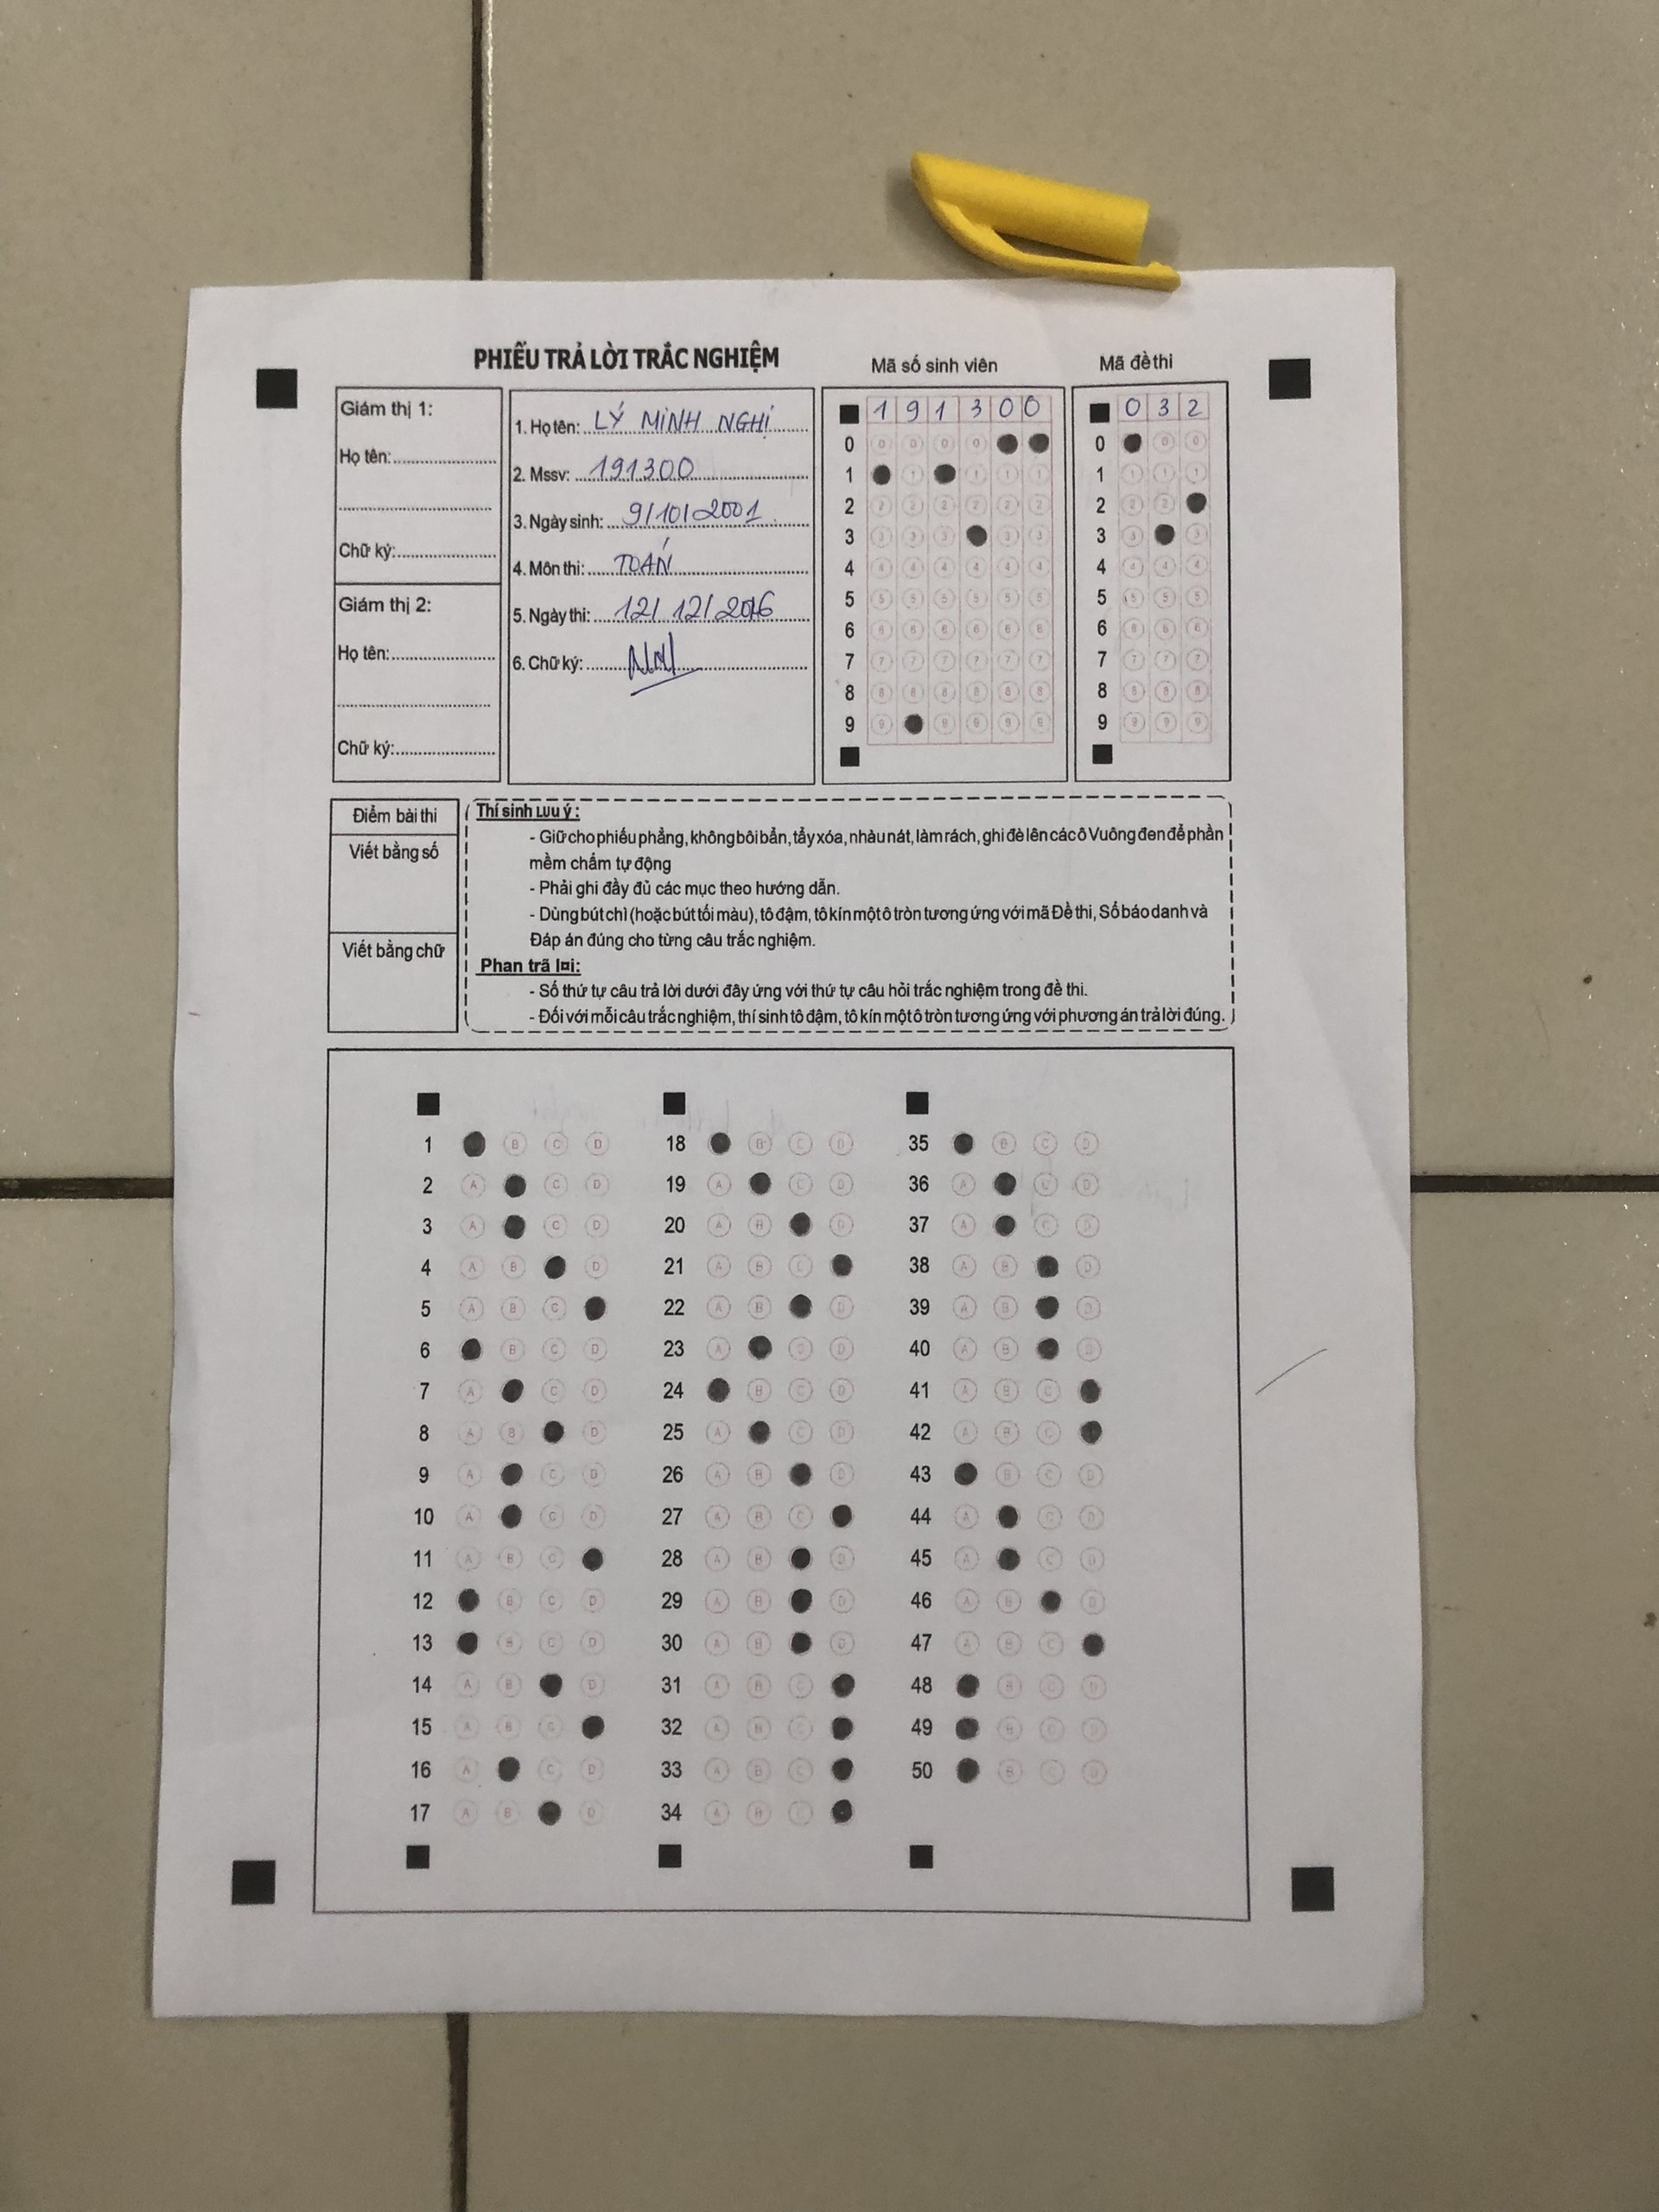 PHIẾU TRẢ LỜI TRẮC NGHIỆM
Mã số sinh viên
Mã đề thi
Giám thị 1:
Họ tên:
Chữ ký:
Giám thị 2:
Họ tên:
Chữ ký:
1. Họ tên: LÝ MINH NGHỊ
2. Mssv: 191300
3. Ngày sinh: 9/10/2001
4. Môn thi: TOÁN
5. Ngày thi: 12/12/2016
6. Chữ ký:
1 9 1 3 0 0
0 0 0 0 0
1 1 1 1 1
2 2 2 2 2 2 2
3 3 3 3 3 3
4 4 4 4 4 4 4
5 5 5 5 5 5 5
6 6 6 6 6 6 6
7 7 7 7 7 7 7
8 8 8 8 8 8 8
9 9 9 9 9 9
0 3 2
0 0 0
1 1 1 1
2 2 2
3 3 3
4 4 4 4
5 5 5 5
6 6 6 6
7 7 7 7
8 8 8 8
9 9 9 9
Điểm bài thi
Viết bằng số
Viết bằng chữ
Thí sinh Lưu ý :
- Giữ cho phiếu phẳng, không bôi bẩn, tẩy xóa, nhàu nát, làm rách, ghi đè lên các ô Vuông đen để phần
mềm chấm tự động
- Phải ghi đầy đủ các mục theo hướng dẫn.
- Dùng bút chì (hoặc bút tối màu), tô đậm, tô kín một ô tròn tương ứng với mã Đề thi, Số báo danh và
Đáp án đúng cho từng câu trắc nghiệm.
Phan trã lời:
- Số thứ tự câu trả lời dưới đây ứng với thứ tự câu hỏi trắc nghiệm trong đề thi.
- Đối với mỗi câu trắc nghiệm, thí sinh tô đậm, tô kín một ô tròn tương ứng với phương án trả lời đúng.
1 B C D
2 A C D
3 A C D
4 A B D
5 A B C
6 B C D
7 A C D
8 A B D
9 A C D
10 A C D
11 A B C
12 B C D
13 B C D
14 A B D
15 A B C
16 A C D
17 A B D
18 B C D
19 A C D
20 A B D
21 A B C
22 A B D
23 A C D
24 B C D
25 A C D
26 A B D
27 A B C
28 A B D
29 A B D
30 A B D
31 A B C
32 A B C
33 A B C
34 A B C
35 B C D
36 A C D
37 A C D
38 A B D
39 A B D
40 A B D
41 A B C
42 A B C
43 B C D
44 A C D
45 A C D
46 A B D
47 A B C
48 B C D
49 B C D
50 B C D